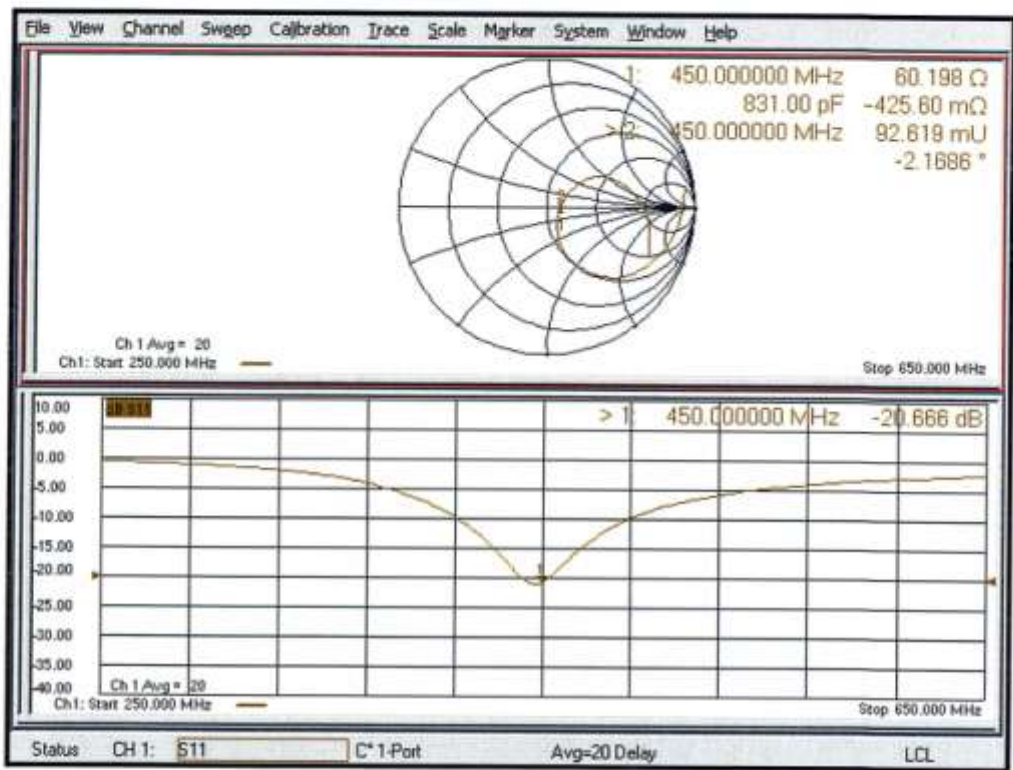 File View Channel Sweep Calibration Trace Scale Marker System Window Help
1: 450.000000 MHz 60.198 Ω
831.00 pF -425.60 mΩ
> 2: 450.000000 MHz 92.619 mU
-2.1686 °
Ch 1 Avg = 20
Ch1: Start 250.000 MHz
Stop 650.000 MHz
10.00
dB S11
> 1: 450.000000 MHz -20.666 dB
5.00
0.00
-5.00
-10.00
-15.00
-20.00
1
-25.00
-30.00
-35.00
-40.00
Ch 1 Avg = 20
Ch1: Start 250.000 MHz
Stop 650.000 MHz
Status CH 1: S11 C* 1-Port Avg=20 Delay LCL